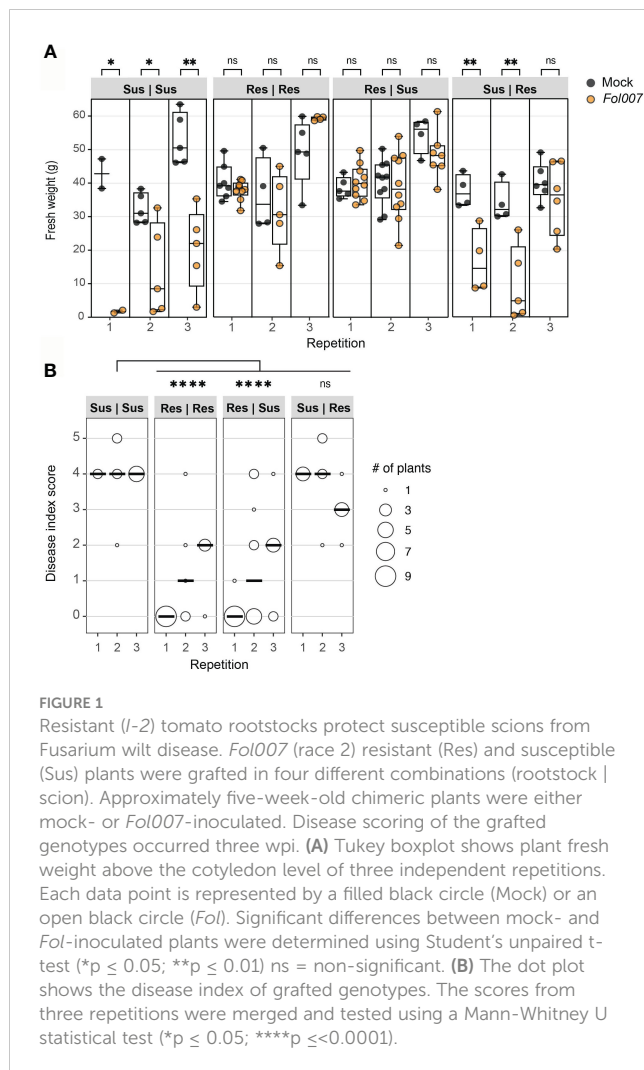 A
* * ** ns ns ns ns ns ns ** ** ns
Sus | Sus Res | Res Res | Sus Sus | Res
Mock
Fol007
Fresh weight (g)
60
50
40
30
20
10
0
1 2 3 1 2 3 1 2 3 1 2 3
Repetition
B
**** **** ns
Sus | Sus Res | Res Res | Sus Sus | Res
Disease index score
5
4
3
2
1
0
1 2 3 1 2 3 1 2 3 1 2 3
Repetition
# of plants
1
3
5
7
9
FIGURE 1
Resistant (I-2) tomato rootstocks protect susceptible scions from
Fusarium wilt disease. Fol007 (race 2) resistant (Res) and susceptible
(Sus) plants were grafted in four different combinations (rootstock |
scion). Approximately five-week-old chimeric plants were either
mock- or Fol007-inoculated. Disease scoring of the grafted
genotypes occurred three wpi. (A) Tukey boxplot shows plant fresh
weight above the cotyledon level of three independent repetitions.
Each data point is represented by a filled black circle (Mock) or an
open black circle (Fol). Significant differences between mock- and
Fol-inoculated plants were determined using Student’s unpaired t-
test (*p ≤ 0.05; **p ≤ 0.01) ns = non-significant. (B) The dot plot
shows the disease index of grafted genotypes. The scores from
three repetitions were merged and tested using a Mann-Whitney U
statistical test (*p ≤ 0.05; ****p ≤<0.0001).